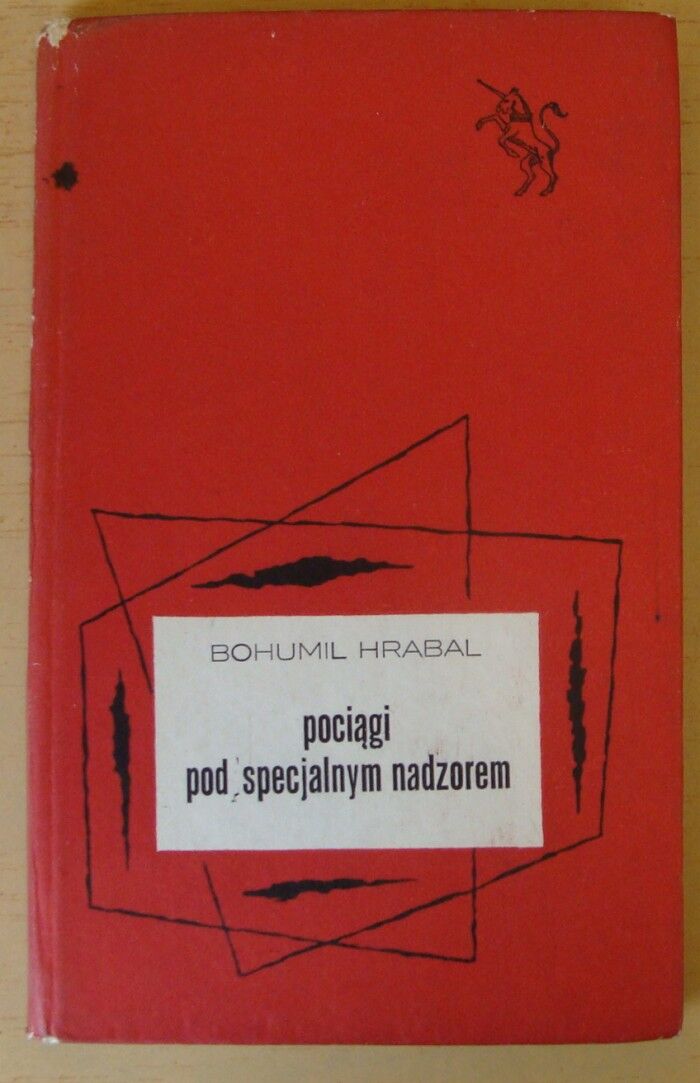 BOHUMIL HRABAL
pociągi
pod specjalnym nadzorem